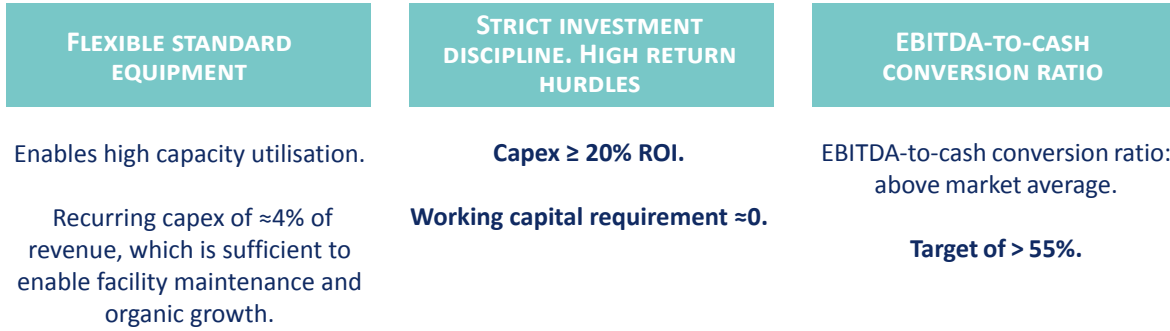 FLEXIBLE STANDARD
EQUIPMENT
Enables high capacity utilisation.
Recurring capex of ≈4% of
revenue, which is sufficient to
enable facility maintenance and
organic growth.
STRICT INVESTMENT
DISCIPLINE. HIGH RETURN
HURDLES
Capex ≥ 20% ROI.
Working capital requirement ≈0.
EBITDA-TO-CASH
CONVERSION RATIO
EBITDA-to-cash conversion ratio:
above market average.
Target of > 55%.